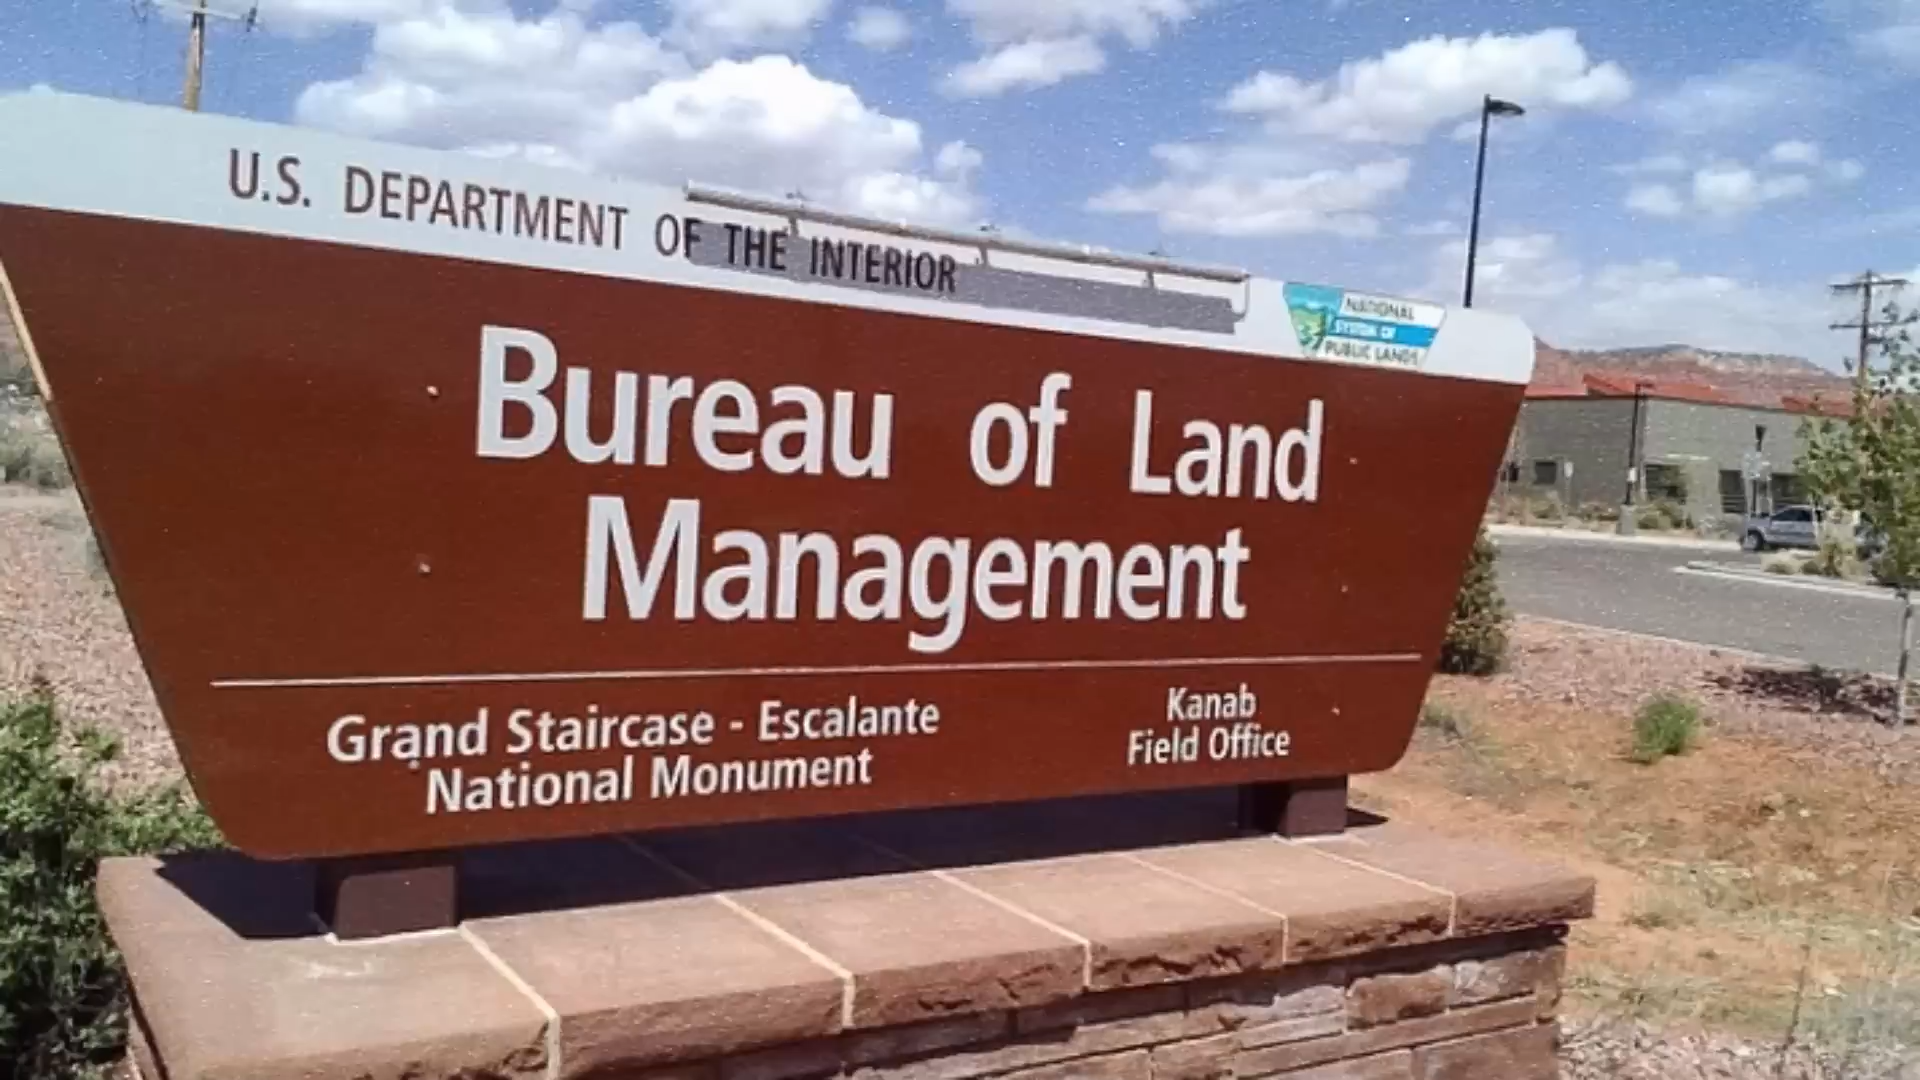 U.S. DEPARTMENT OF THE INTERIOR
NATIONAL
SYSTEM OF
PUBLIC LANDS
Bureau of Land
Management
Grand Staircase - Escalante
National Monument
Kanab
Field Office